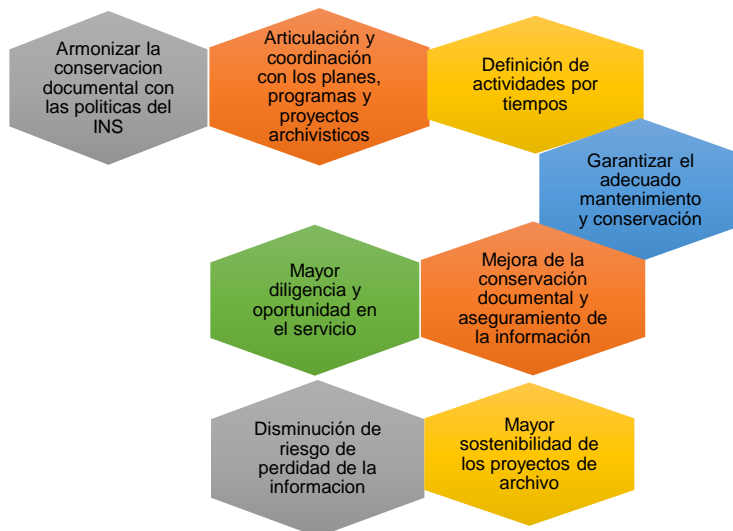 Armonizar la
conservacion
documental con
las politicas del
INS
Articulación y
coordinación
con los planes,
programas y
proyectos
archivisticos
Definición de
actividades por
tiempos
Garantizar el
adecuado
mantenimiento
y conservación
Mayor
diligencia y
oportunidad en
el servicio
Mejora de la
conservación
documental y
aseguramiento de
la información
Disminución de
riesgo de
perdidad de la
informacion
Mayor
sostenibilidad de
los proyectos de
archivo